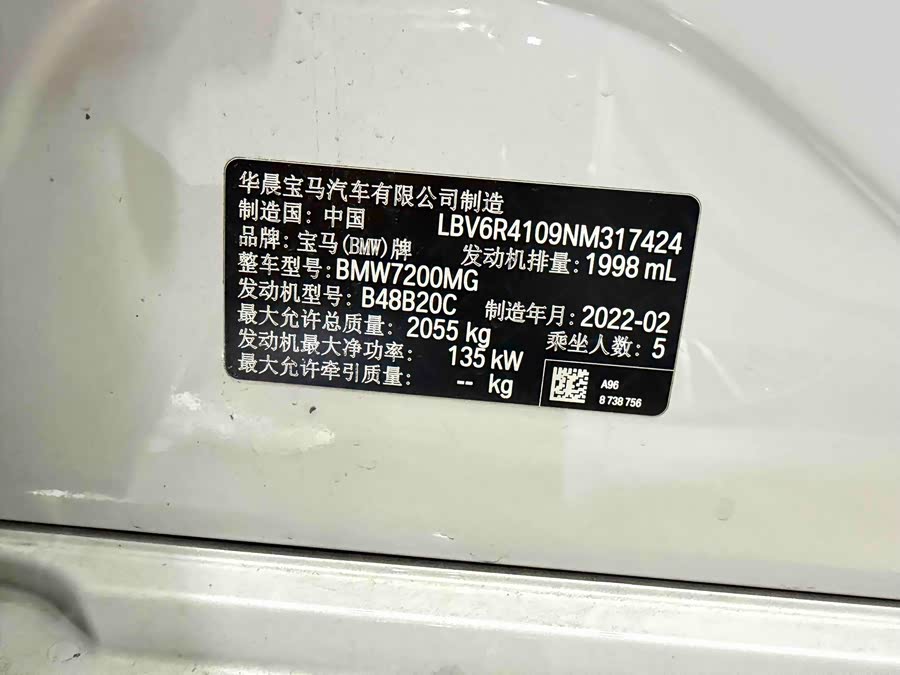 华晨宝马汽车有限公司制造
制造国: 中国 LBV6R4109NM317424
品牌: 宝马(BMW)牌 发动机排量: 1998 mL
整车型号: BMW7200MG
发动机型号: B48B20C 制造年月: 2022-02
最大允许总质量: 2055 kg 乘坐人数: 5
发动机最大净功率: 135 kW
最大允许牵引质量: -- kg
A96
8 738 756